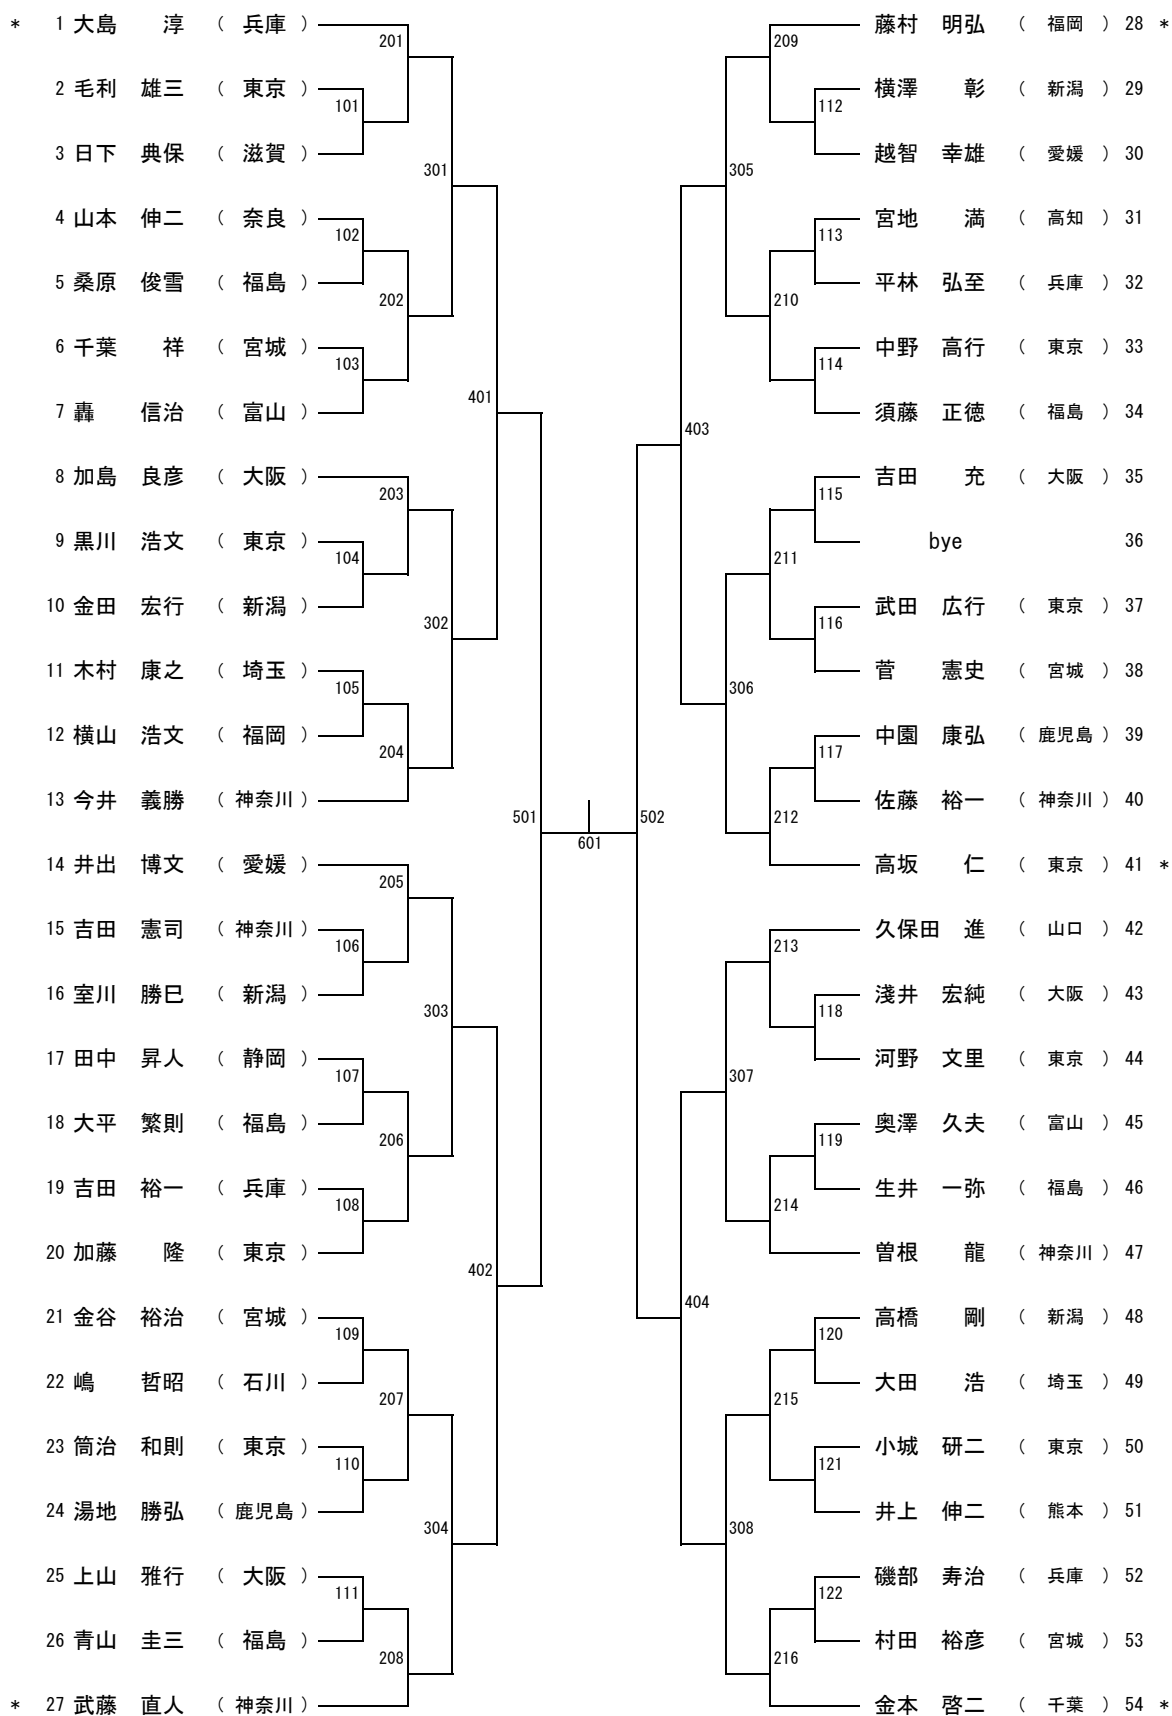 * 1 大島 淳 ( 兵庫 )
201
2 毛利 雄三 ( 東京 )
101
3 日下 典保 ( 滋賀 )
301
4 山本 伸二 ( 奈良 )
102
5 桑原 俊雪 ( 福島 )
202
6 千葉 祥 ( 宮城 )
103
401
7 轟 信治 ( 富山 )
8 加島 良彦 ( 大阪 )
203
9 黒川 浩文 ( 東京 )
104
10 金田 宏行 ( 新潟 )
302
11 木村 康之 ( 埼玉 )
105
12 横山 浩文 ( 福岡 )
204
13 今井 義勝 ( 神奈川 )
501
601
14 井出 博文 ( 愛媛 )
205
15 吉田 憲司 ( 神奈川 )
106
16 室川 勝巳 ( 新潟 )
303
17 田中 昇人 ( 静岡 )
107
18 大平 繁則 ( 福島 )
206
19 吉田 裕一 ( 兵庫 )
108
20 加藤 隆 ( 東京 )
402
21 金谷 裕治 ( 宮城 )
109
22 嶋 哲昭 ( 石川 )
207
23 筒治 和則 ( 東京 )
110
24 湯地 勝弘 ( 鹿児島 )
304
25 上山 雅行 ( 大阪 )
111
26 青山 圭三 ( 福島 )
208
* 27 武藤 直人 ( 神奈川 )
藤村 明弘 ( 福岡 ) 28 *
209
横澤 彰 ( 新潟 ) 29
112
越智 幸雄 ( 愛媛 ) 30
305
宮地 満 ( 高知 ) 31
113
平林 弘至 ( 兵庫 ) 32
210
中野 高行 ( 東京 ) 33
114
須藤 正徳 ( 福島 ) 34
403
吉田 充 ( 大阪 ) 35
115
bye 36
211
武田 広行 ( 東京 ) 37
116
菅 憲史 ( 宮城 ) 38
306
中園 康弘 ( 鹿児島 ) 39
117
佐藤 裕一 ( 神奈川 ) 40
212
502
高坂 仁 ( 東京 ) 41 *
久保田 進 ( 山口 ) 42
213
淺井 宏純 ( 大阪 ) 43
118
河野 文里 ( 東京 ) 44
307
奥澤 久夫 ( 富山 ) 45
119
生井 一弥 ( 福島 ) 46
214
曽根 龍 ( 神奈川 ) 47
404
高橋 剛 ( 新潟 ) 48
120
大田 浩 ( 埼玉 ) 49
215
小城 研二 ( 東京 ) 50
121
井上 伸二 ( 熊本 ) 51
308
磯部 寿治 ( 兵庫 ) 52
122
村田 裕彦 ( 宮城 ) 53
216
金本 啓二 ( 千葉 ) 54 *